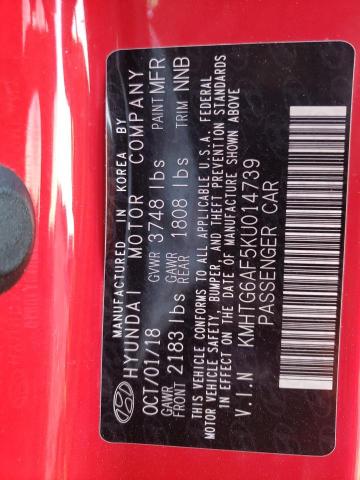 MANUFACTURED IN KOREA BY
HYUNDAI MOTOR COMPANY
OCT/01/18 GVWR 3748 lbs PAINT MFR
GAWR FRONT 2183 lbs GAWR REAR 1808 lbs TRIM NNB
THIS VEHICLE CONFORMS TO ALL APPLICABLE U.S.A. FEDERAL
MOTOR VEHICLE SAFETY, BUMPER, AND THEFT PREVENTION STANDARDS
IN EFFECT ON THE DATE OF MANUFACTURE SHOWN ABOVE
V.I.N KMHTG6AF5KU014739
PASSENGER CAR